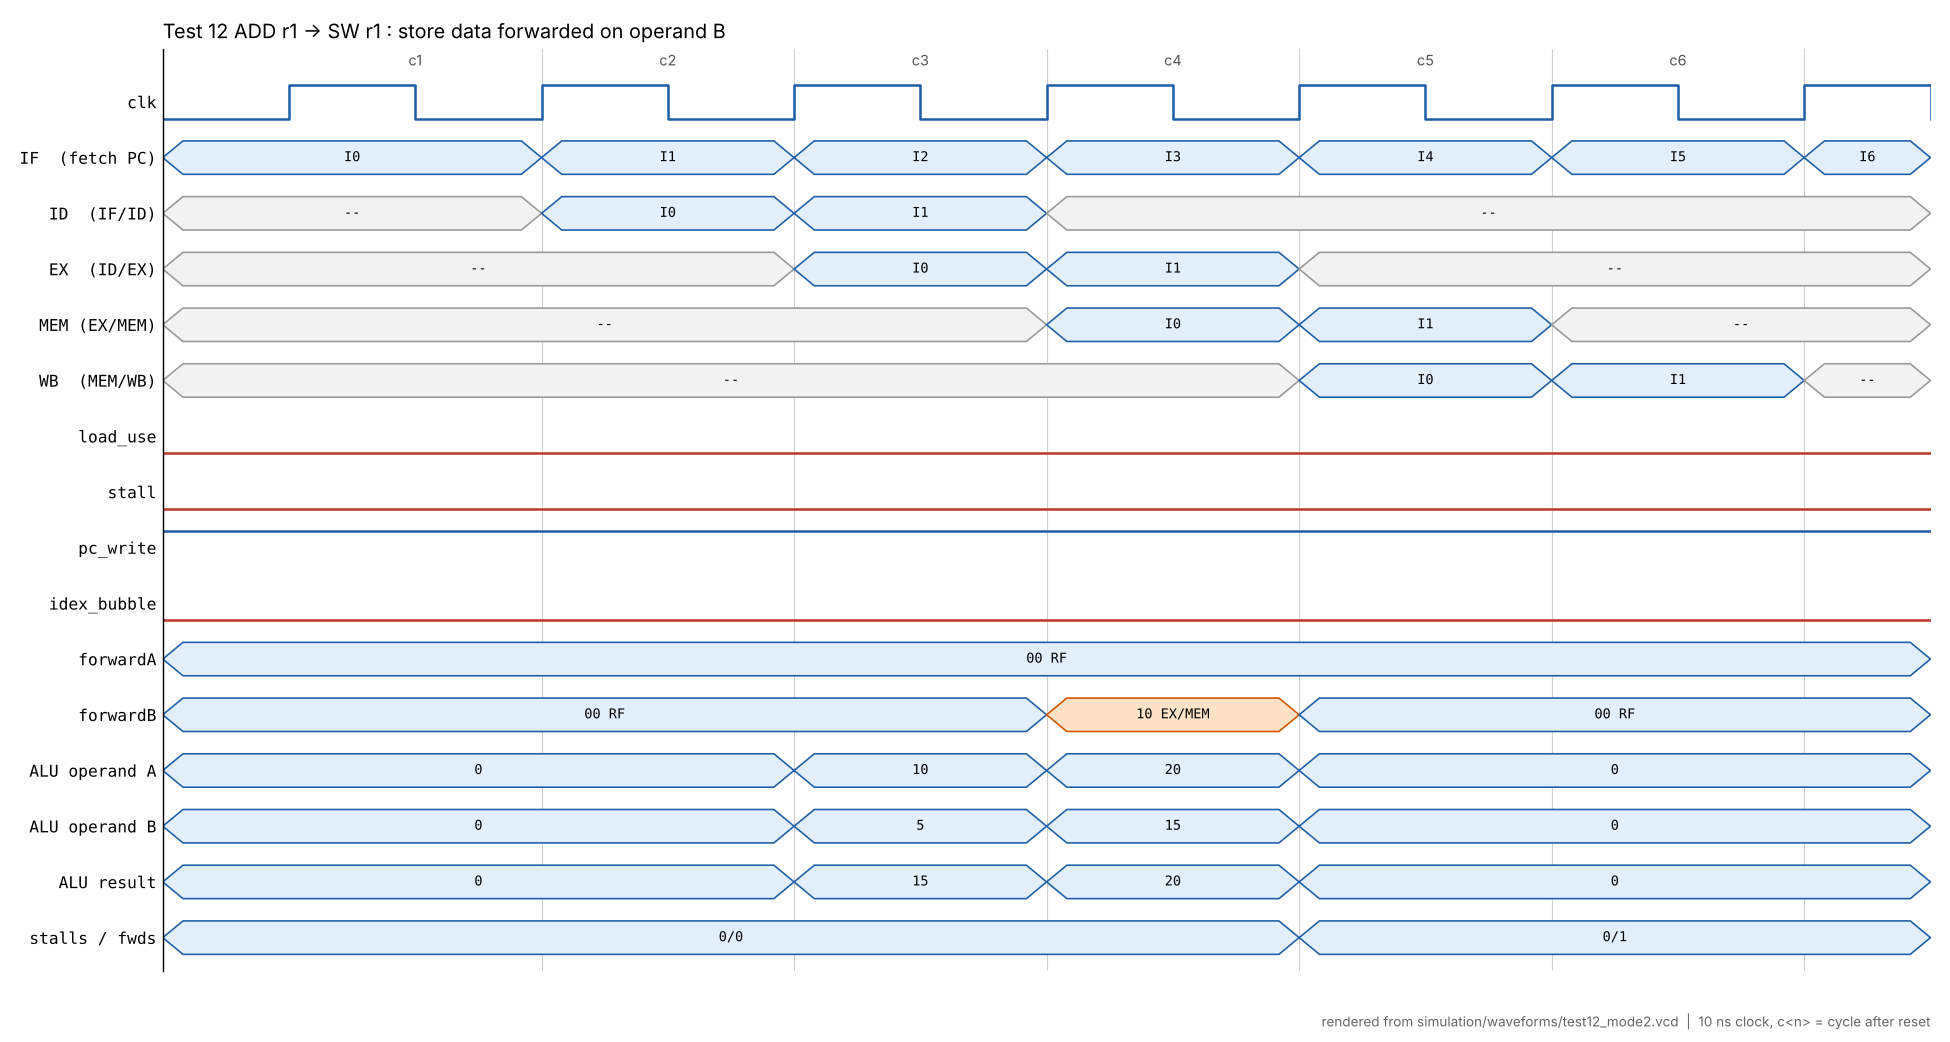 Test 12 ADD r1 → SW r1 : store data forwarded on operand B
c1 c2 c3 c4 c5 c6
clk
IF (fetch PC) I0 I1 I2 I3 I4 I5 I6
ID (IF/ID) -- I0 I1 --
EX (ID/EX) -- I0 I1 --
MEM (EX/MEM) -- I0 I1 --
WB (MEM/WB) -- I0 I1 --
load_use
stall
pc_write
idex_bubble
forwardA 00 RF
forwardB 00 RF 10 EX/MEM 00 RF
ALU operand A 0 10 20 0
ALU operand B 0 5 15 0
ALU result 0 15 20 0
stalls / fwds 0/0 0/1
rendered from simulation/waveforms/test12_mode2.vcd | 10 ns clock, c<n> = cycle after reset